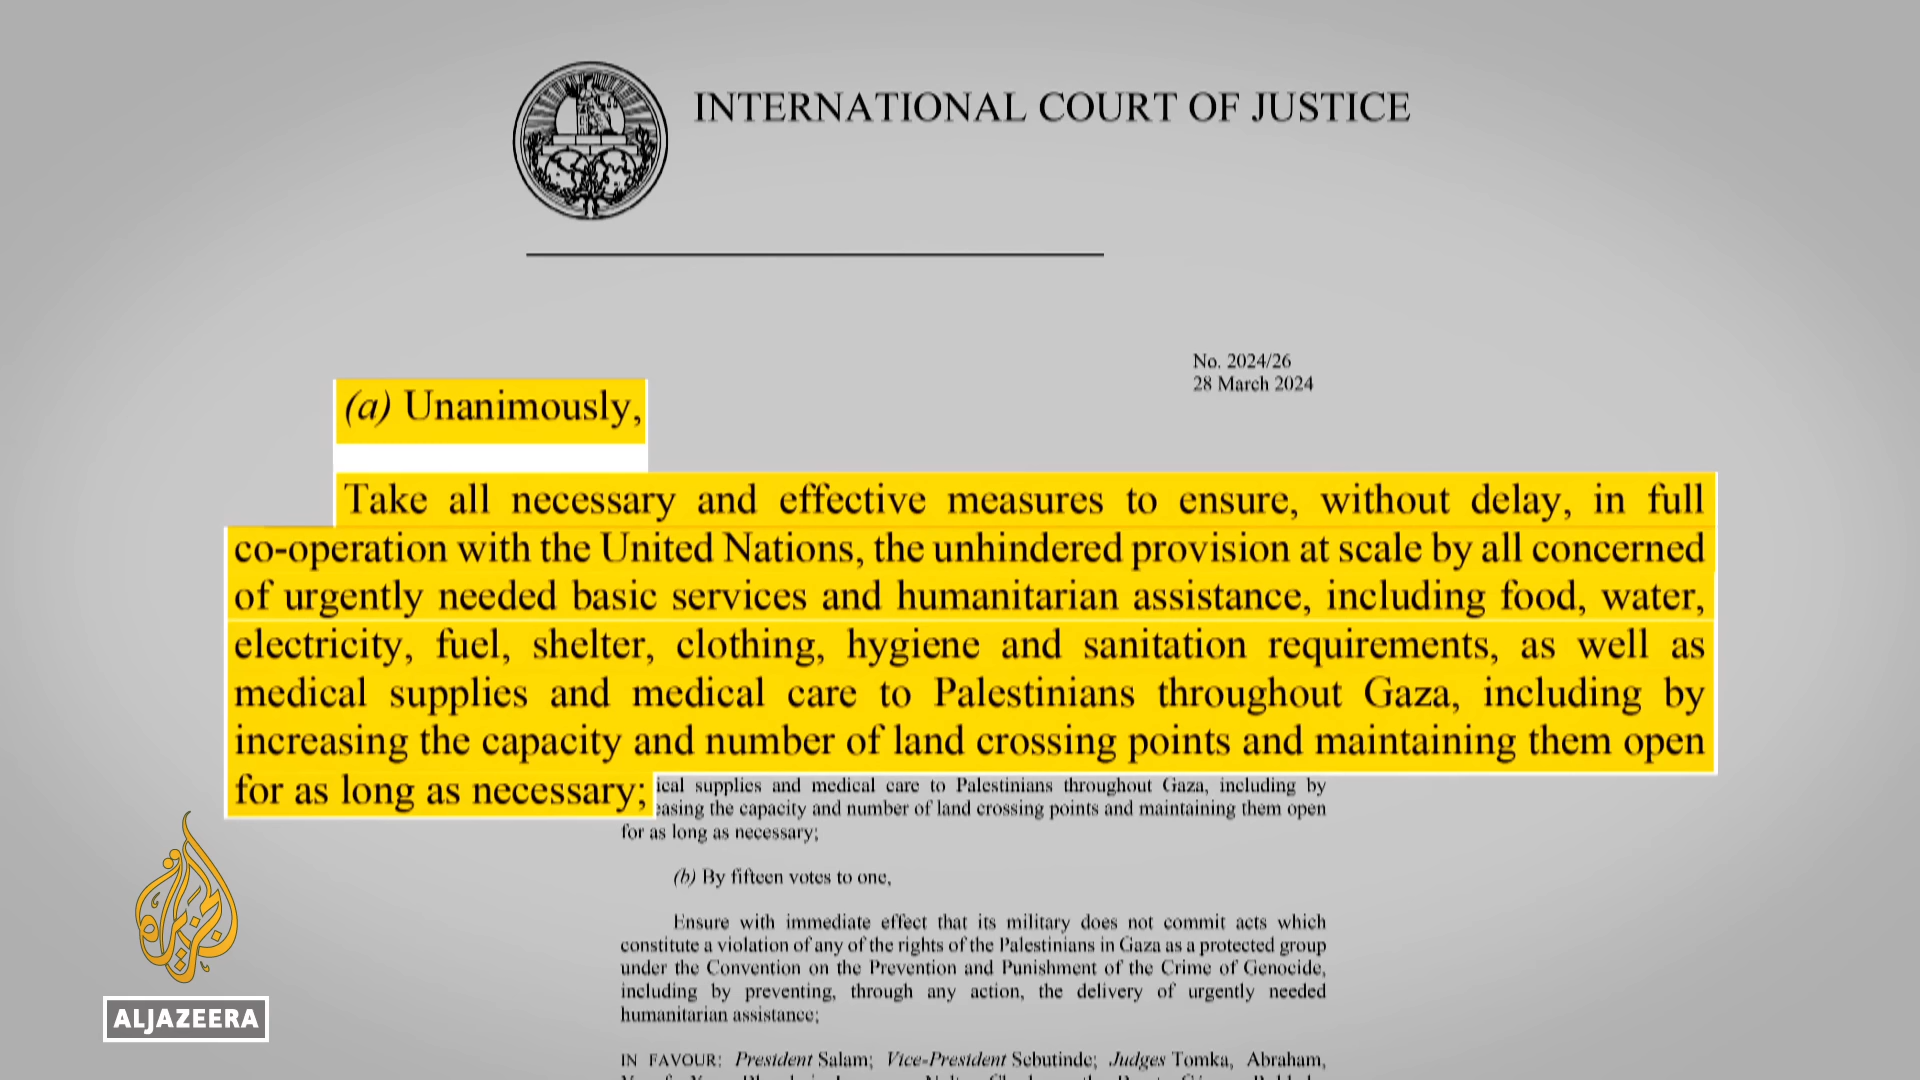 INTERNATIONAL COURT OF JUSTICE
No. 2024/26
28 March 2024
(a) Unanimously,
Take all necessary and effective measures to ensure, without delay, in full
co-operation with the United Nations, the unhindered provision at scale by all concerned
of urgently needed basic services and humanitarian assistance, including food, water,
electricity, fuel, shelter, clothing, hygiene and sanitation requirements, as well as
medical supplies and medical care to Palestinians throughout Gaza, including by
increasing the capacity and number of land crossing points and maintaining them open
for as long as necessary;
ical supplies and medical care to Palestinians throughout Gaza, including by
easing the capacity and number of land crossing points and maintaining them open
for as long as necessary;
(b) By fifteen votes to one,
Ensure with immediate effect that its military does not commit acts which
constitute a violation of any of the rights of the Palestinians in Gaza as a protected group
under the Convention on the Prevention and Punishment of the Crime of Genocide,
including by preventing, through any action, the delivery of urgently needed
humanitarian assistance;
IN FAVOUR: President Salam; Vice-President Sebutinde; Judges Tomka, Abraham,
الجزيرة
ALJAZEERA